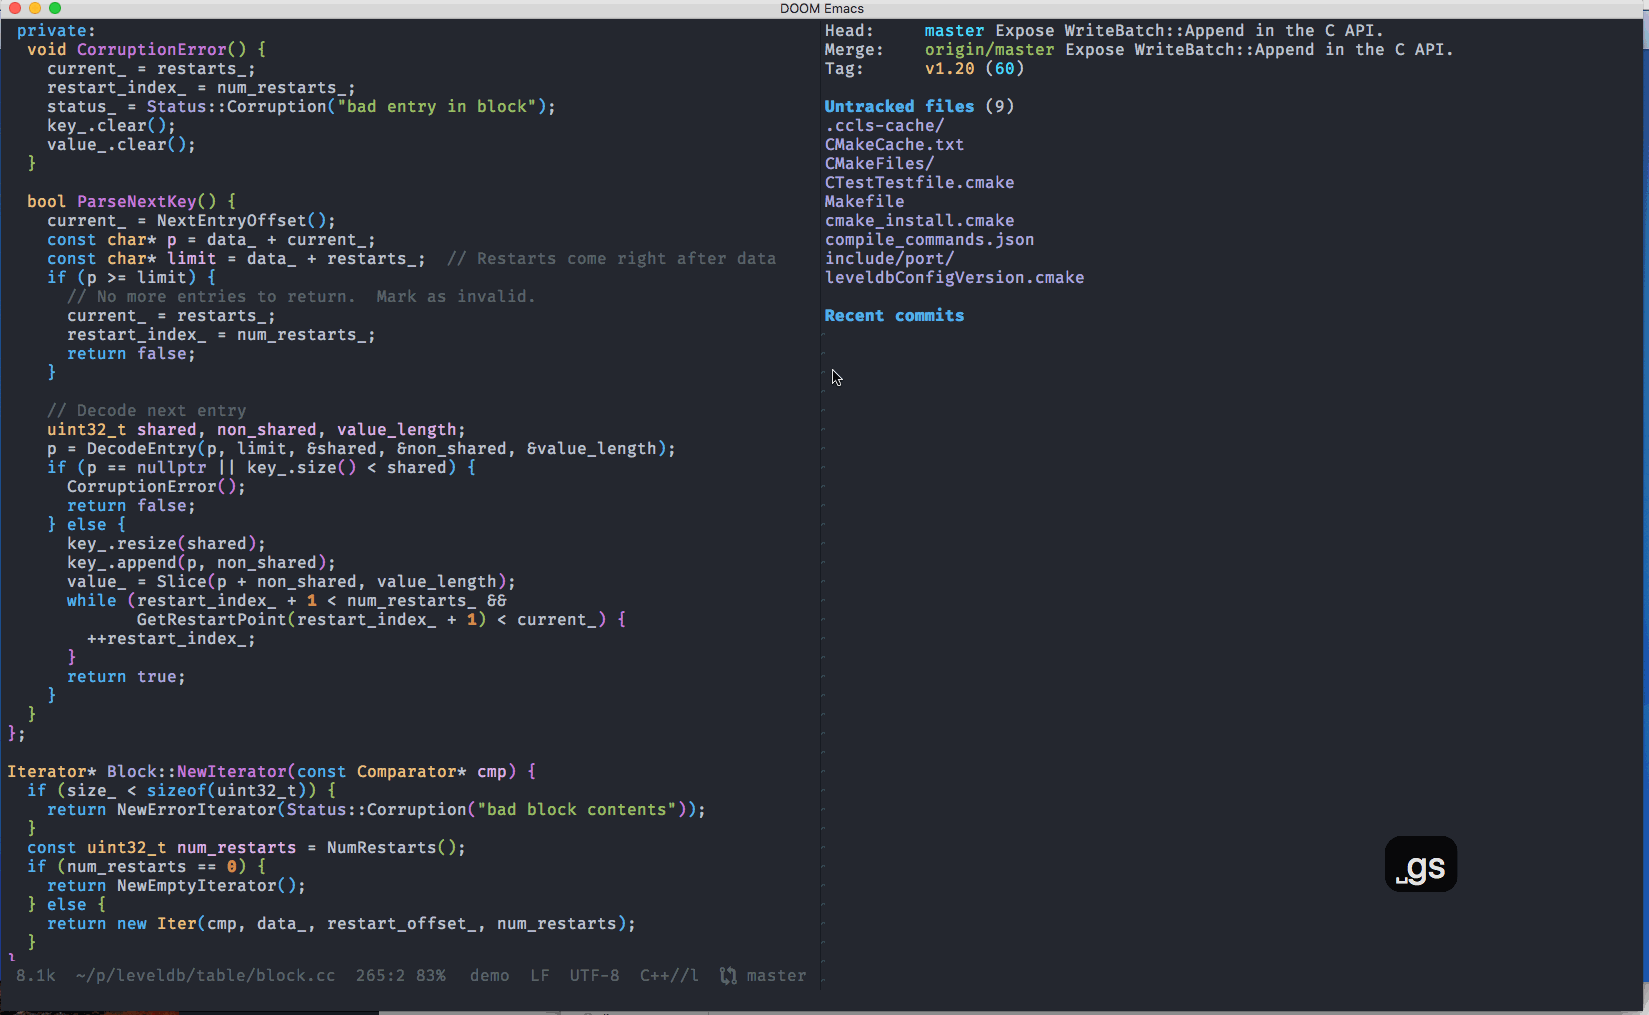 DOOM Emacs
private:
void CorruptionError() {
current_ = restarts_;
restart_index_ = num_restarts_;
status_ = Status::Corruption("bad entry in block");
key_.clear();
value_.clear();
}
bool ParseNextKey() {
current_ = NextEntryOffset();
const char* p = data_ + current_;
const char* limit = data_ + restarts_;  // Restarts come right after data
if (p >= limit) {
// No more entries to return.  Mark as invalid.
current_ = restarts_;
restart_index_ = num_restarts_;
return false;
}
// Decode next entry
uint32_t shared, non_shared, value_length;
p = DecodeEntry(p, limit, &shared, &non_shared, &value_length);
if (p == nullptr || key_.size() < shared) {
CorruptionError();
return false;
} else {
key_.resize(shared);
key_.append(p, non_shared);
value_ = Slice(p + non_shared, value_length);
while (restart_index_ + 1 < num_restarts_ &&
GetRestartPoint(restart_index_ + 1) < current_) {
++restart_index_;
}
return true;
}
}
};
Iterator* Block::NewIterator(const Comparator* cmp) {
if (size_ < sizeof(uint32_t)) {
return NewErrorIterator(Status::Corruption("bad block contents"));
}
const uint32_t num_restarts = NumRestarts();
if (num_restarts == 0) {
return NewEmptyIterator();
} else {
return new Iter(cmp, data_, restart_offset_, num_restarts);
}
}
8.1k ~/p/leveldb/table/block.cc 265:2 83% demo LF UTF-8 C++//l master
Head: master Expose WriteBatch::Append in the C API.
Merge: origin/master Expose WriteBatch::Append in the C API.
Tag: v1.20 (60)
Untracked files (9)
.ccls-cache/
CMakeCache.txt
CMakeFiles/
CTestTestfile.cmake
Makefile
cmake_install.cmake
compile_commands.json
include/port/
leveldbConfigVersion.cmake
Recent commits
␣gs